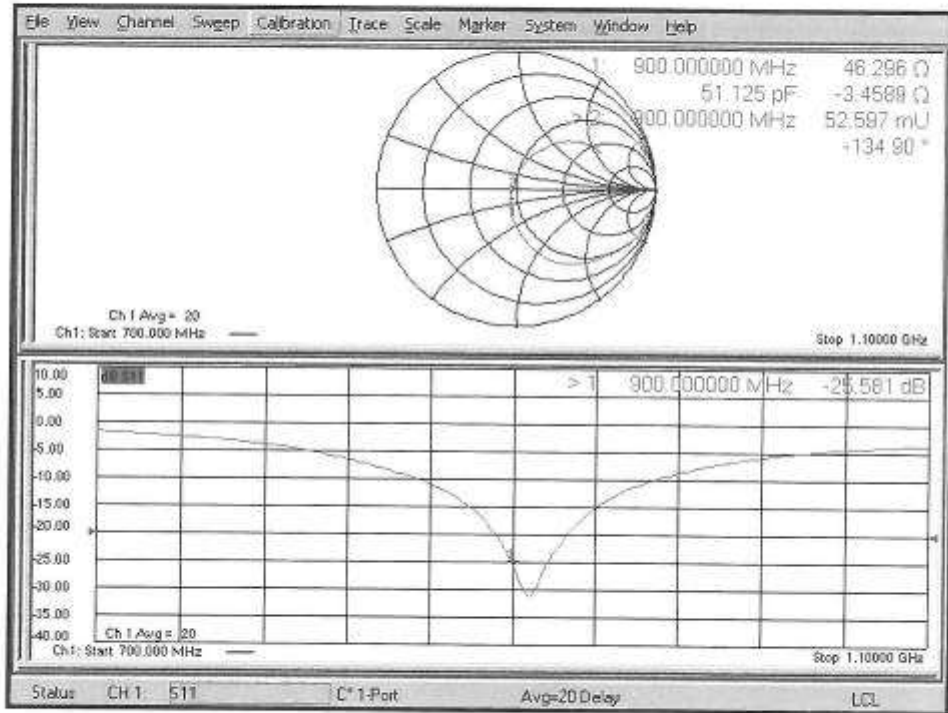 File View Channel Sweep Calibration Trace Scale Marker System Window Help
1: 900.000000 MHz 46.296 Ω
51.125 pF -3.4589 Ω
> 2: 900.000000 MHz 52.597 mU
-134.90 °
Ch 1 Avg = 20
Ch1: Start 700.000 MHz
Stop 1.10000 GHz
10.00
5.00
0.00
-5.00
-10.00
-15.00
-20.00
-25.00
-30.00
-35.00
-40.00
dB S11
> 1 900.000000 MHz -25.581 dB
Ch 1 Avg = 20
Ch1: Start 700.000 MHz
Stop 1.10000 GHz
Status CH 1: S11 C* 1-Port Avg=20 Delay LCL